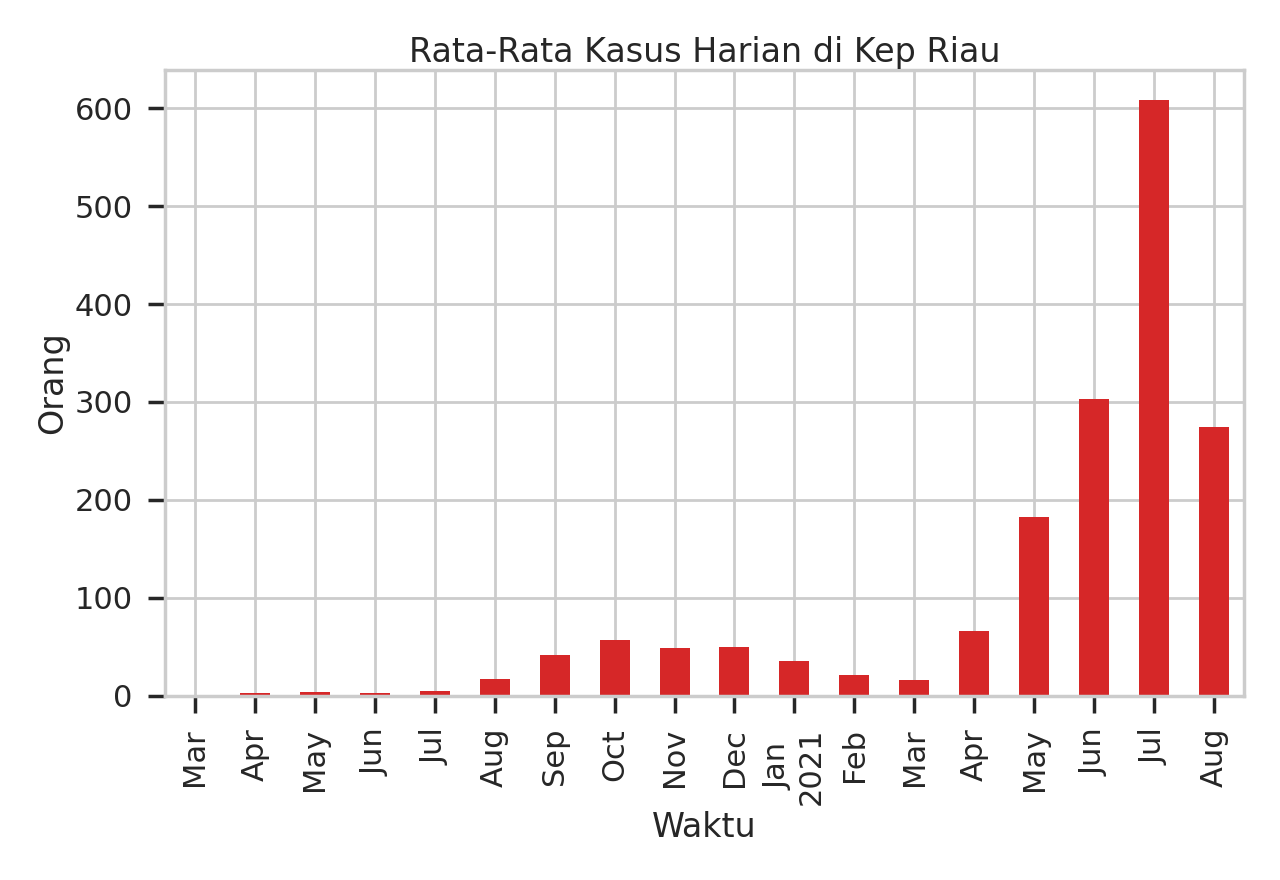 Rata-Rata Kasus Harian di Kep Riau
600
500
400
300
200
100
0
Orang
Mar
Apr
May
Jun
Jul
Aug
Sep
Oct
Nov
Dec
Jan
2021
Feb
Mar
Apr
May
Jun
Jul
Aug
Waktu